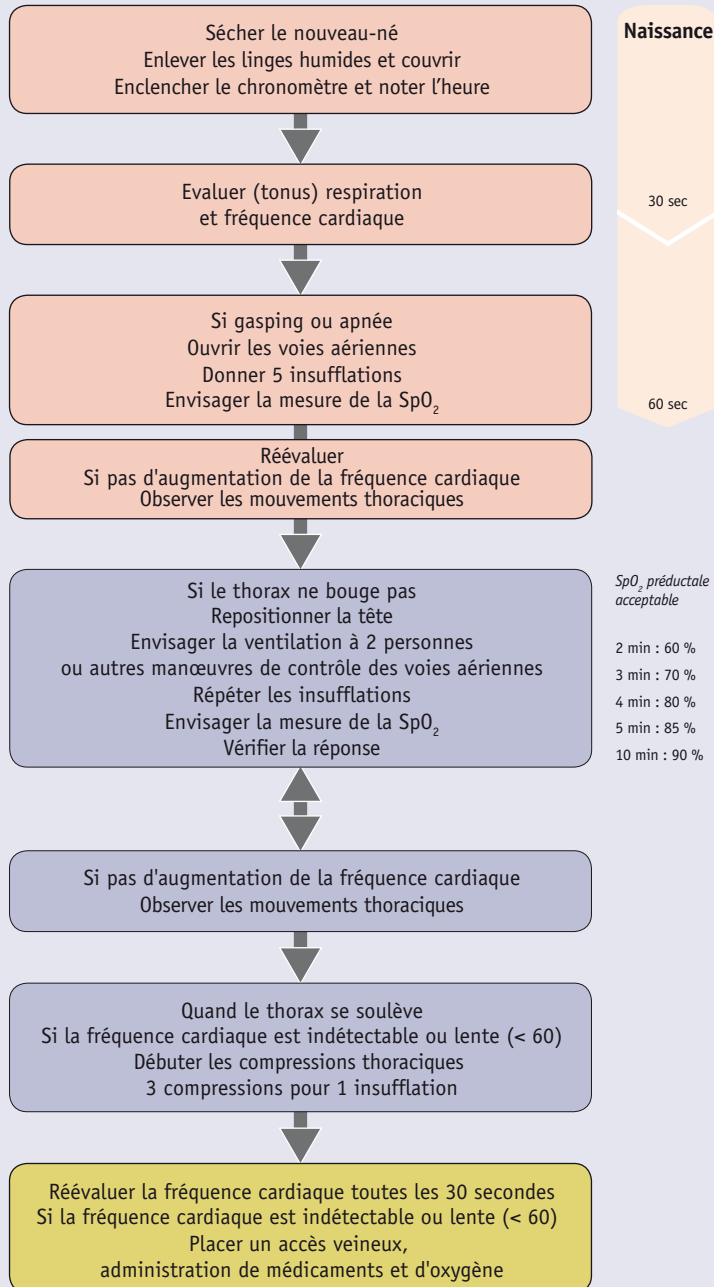 Sécher le nouveau-né
Enlever les linges humides et couvrir
Enclencher le chronomètre et noter l'heure
Naissance
Evaluer (tonus) respiration
et fréquence cardiaque
30 sec
Si gasping ou apnée
Ouvrir les voies aériennes
Donner 5 insufflations
Envisager la mesure de la SpO₂
60 sec
Réévaluer
Si pas d'augmentation de la fréquence cardiaque
Observer les mouvements thoraciques
Si le thorax ne bouge pas
Repositionner la tête
Envisager la ventilation à 2 personnes
ou autres manœuvres de contrôle des voies aériennes
Répéter les insufflations
Envisager la mesure de la SpO₂
Vérifier la réponse
SpO₂ préductale
acceptable
2 min : 60 %
3 min : 70 %
4 min : 80 %
5 min : 85 %
10 min : 90 %
Si pas d'augmentation de la fréquence cardiaque
Observer les mouvements thoraciques
Quand le thorax se soulève
Si la fréquence cardiaque est indétectable ou lente (< 60)
Débuter les compressions thoraciques
3 compressions pour 1 insufflation
Réévaluer la fréquence cardiaque toutes les 30 secondes
Si la fréquence cardiaque est indétectable ou lente (< 60)
Placer un accès veineux,
administration de médicaments et d'oxygène